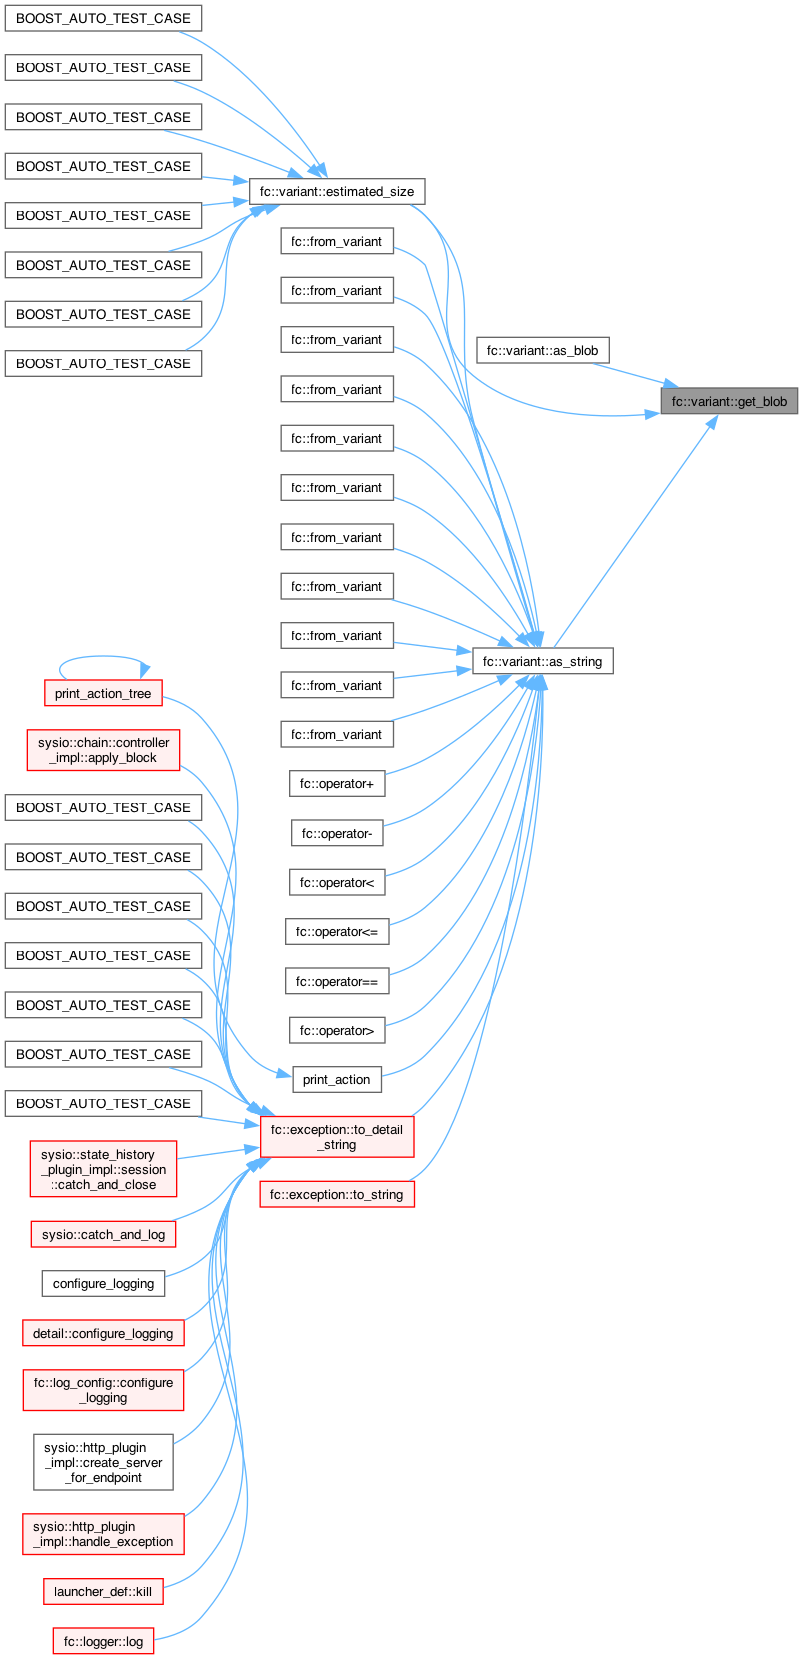 BOOST_AUTO_TEST_CASE
BOOST_AUTO_TEST_CASE
BOOST_AUTO_TEST_CASE
BOOST_AUTO_TEST_CASE
BOOST_AUTO_TEST_CASE
BOOST_AUTO_TEST_CASE
BOOST_AUTO_TEST_CASE
BOOST_AUTO_TEST_CASE
fc::variant::estimated_size
fc::from_variant
fc::from_variant
fc::from_variant
fc::from_variant
fc::from_variant
fc::from_variant
fc::from_variant
fc::from_variant
fc::from_variant
fc::from_variant
fc::from_variant
fc::variant::as_blob
fc::variant::get_blob
fc::variant::as_string
fc::operator+
fc::operator-
fc::operator<
fc::operator<=
fc::operator==
fc::operator>
print_action
fc::exception::to_detail
_string
fc::exception::to_string
print_action_tree
sysio::chain::controller
_impl::apply_block
BOOST_AUTO_TEST_CASE
BOOST_AUTO_TEST_CASE
BOOST_AUTO_TEST_CASE
BOOST_AUTO_TEST_CASE
BOOST_AUTO_TEST_CASE
BOOST_AUTO_TEST_CASE
BOOST_AUTO_TEST_CASE
sysio::state_history
_plugin_impl::session
::catch_and_close
sysio::catch_and_log
configure_logging
detail::configure_logging
fc::log_config::configure
_logging
sysio::http_plugin
_impl::create_server
_for_endpoint
sysio::http_plugin
_impl::handle_exception
launcher_def::kill
fc::logger::log